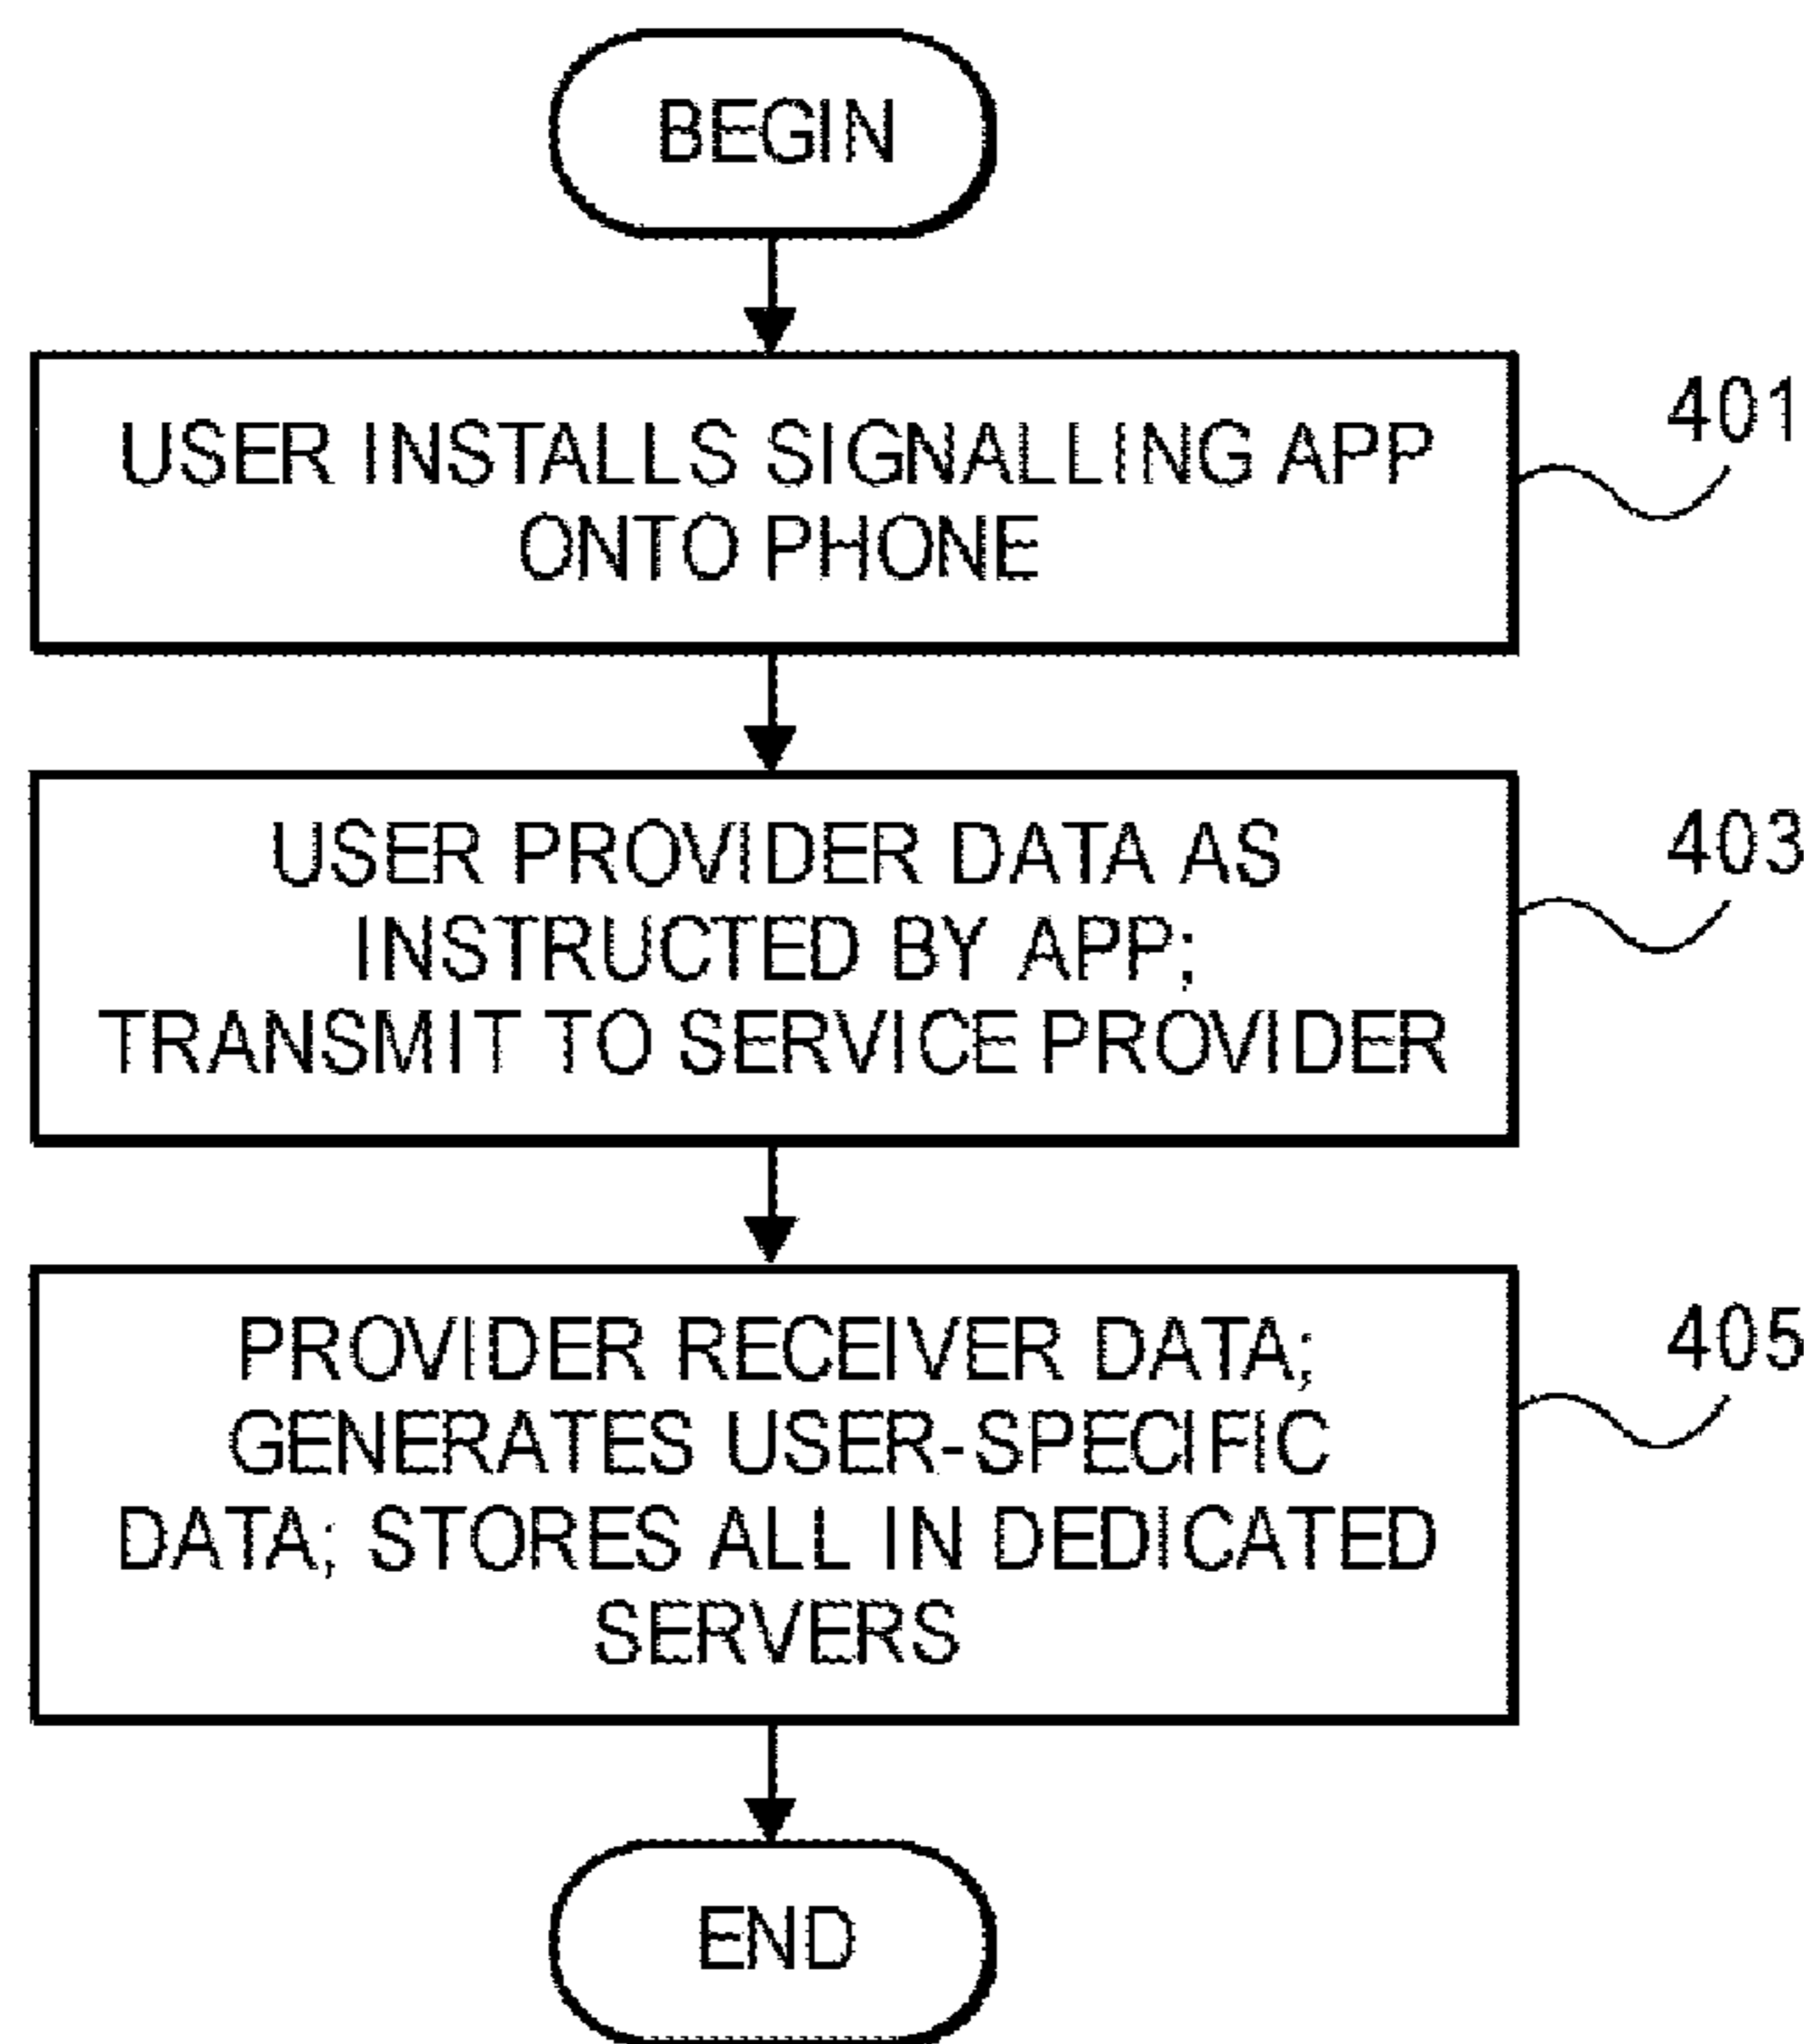 BEGIN
USER INSTALLS SIGNALLING APP
ONTO PHONE
401
USER PROVIDER DATA AS
INSTRUCTED BY APP;
TRANSMIT TO SERVICE PROVIDER
403
PROVIDER RECEIVER DATA;
GENERATES USER-SPECIFIC
DATA; STORES ALL IN DEDICATED
SERVERS
405
END